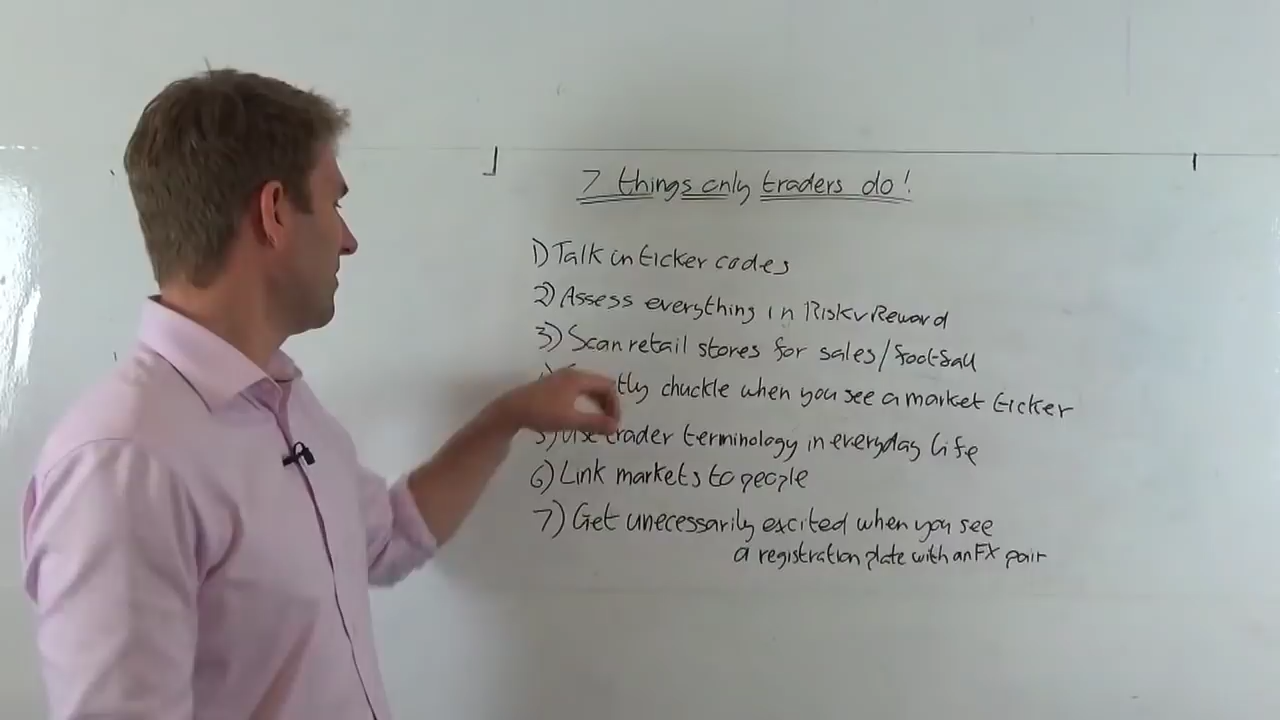 7 things only traders do!
1) Talk in ticker codes
2) Assess everything in Risk v Reward
3) Scan retail stores for sales/footfall
chuckle when you see a market ticker
5) Use trader terminology in everyday life
6) Link markets to people
7) Get unecessarily excited when you see
a registration plate with an FX pair